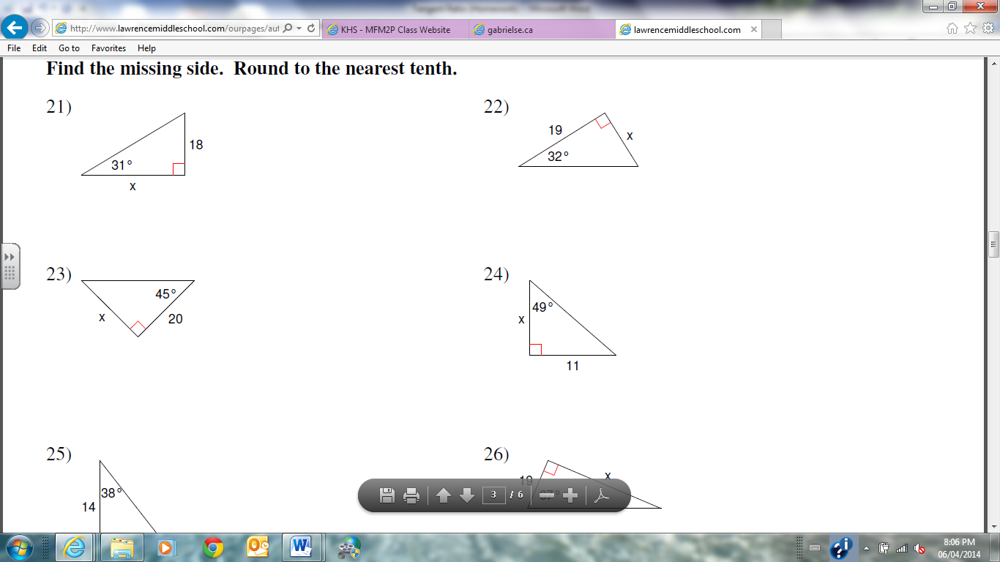 http://www.lawrencemiddleschool.com/ourpages/aut
KHS - MFM2P Class Website
gabrielse.ca
lawrencemiddleschool.com
File Edit Go to Favorites Help
Find the missing side. Round to the nearest tenth.
21)
18
31°
x
22)
19
x
32°
23)
45°
x
20
24)
49°
x
11
25)
38°
14
26)
19
x
3 / 6
8:06 PM
06/04/2014